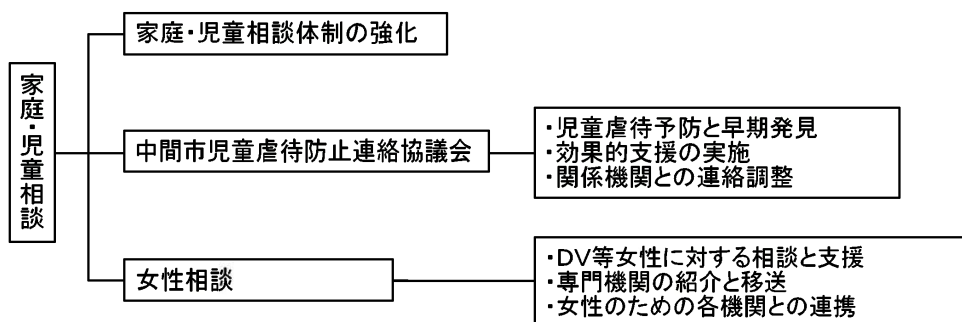 家庭・児童相談
家庭・児童相談体制の強化
中間市児童虐待防止連絡協議会
・児童虐待予防と早期発見
・効果的支援の実施
・関係機関との連絡調整
女性相談
・DV等女性に対する相談と支援
・専門機関の紹介と移送
・女性のための各機関との連携